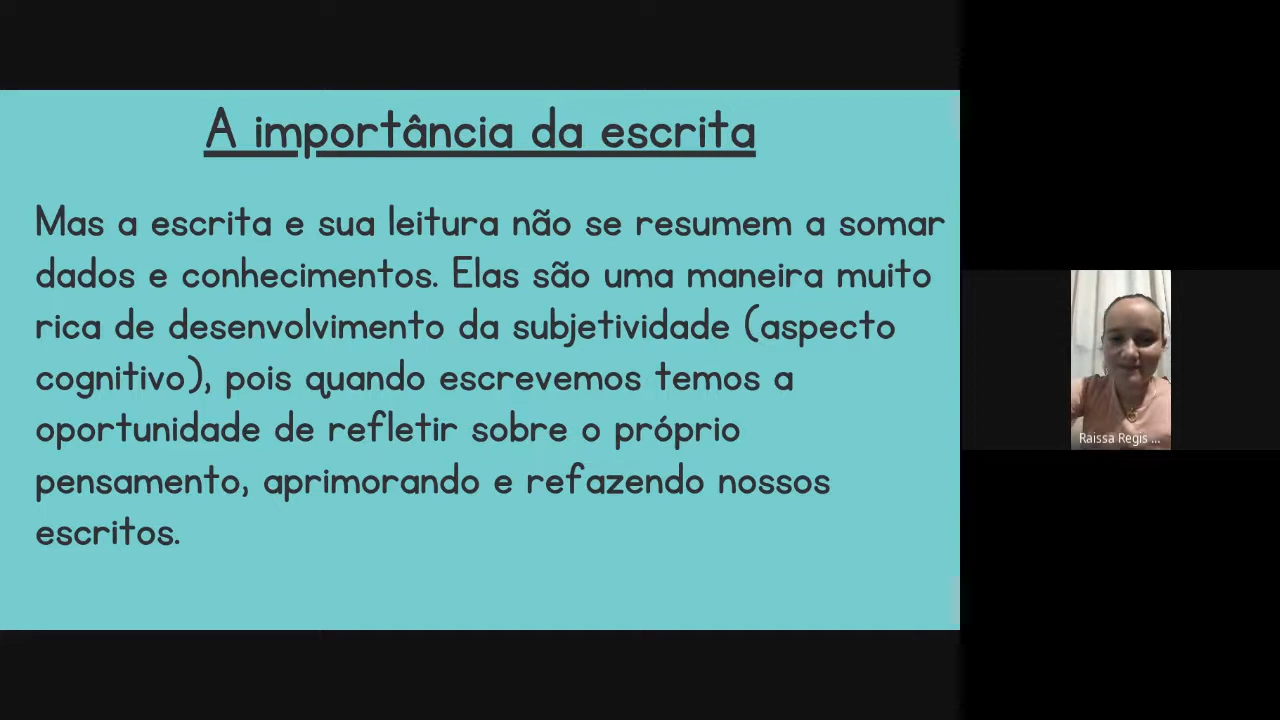 A importância da escrita
Mas a escrita e sua leitura não se resumem a somar
dados e conhecimentos. Elas são uma maneira muito
rica de desenvolvimento da subjetividade (aspecto
cognitivo), pois quando escrevemos temos a
oportunidade de refletir sobre o próprio
pensamento, aprimorando e refazendo nossos
escritos.
Raissa Regis ...